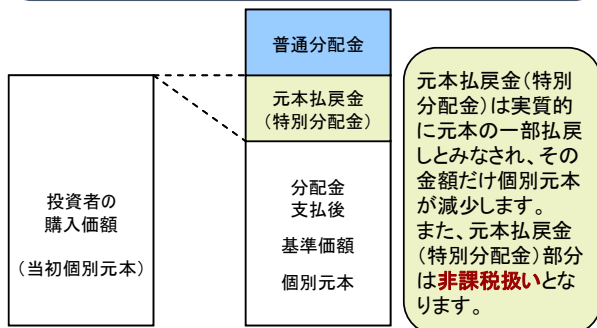 普通分配金
元本払戻金
(特別分配金)
分配金
支払後
基準価額
個別元本
投資者の
購入価額
(当初個別元本)
元本払戻金(特別
分配金)は実質的
に元本の一部払戻
しとみなされ、その
金額だけ個別元本
が減少します。
また、元本払戻金
(特別分配金)部分
は非課税扱いとな
ります。